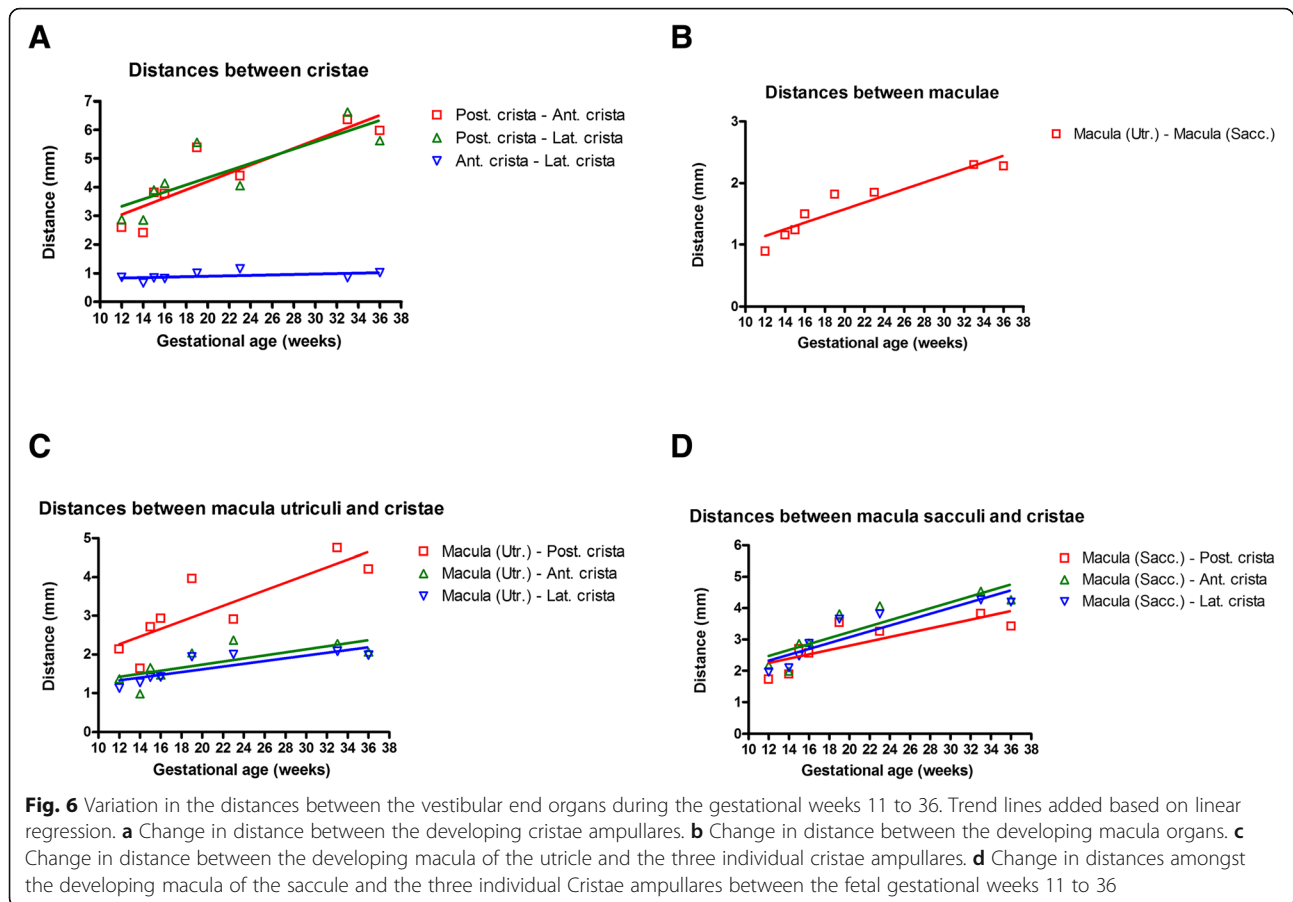 A
Distances between cristae
Distance (mm)
7
6
5
4
3
2
1
0
10 12 14 16 18 20 22 24 26 28 30 32 34 36 38
Gestational age (weeks)
Post. crista - Ant. crista
Post. crista - Lat. crista
Ant. crista - Lat. crista
B
Distances between maculae
Distance (mm)
3
2
1
0
10 12 14 16 18 20 22 24 26 28 30 32 34 36 38
Gestational age (weeks)
Macula (Utr.) - Macula (Sacc.)
C
Distances between macula utriculi and cristae
Distance (mm)
5
4
3
2
1
0
10 12 14 16 18 20 22 24 26 28 30 32 34 36 38
Gestational age (weeks)
Macula (Utr.) - Post. crista
Macula (Utr.) - Ant. crista
Macula (Utr.) - Lat. crista
D
Distances between macula sacculi and cristae
Distance (mm)
6
5
4
3
2
1
0
10 12 14 16 18 20 22 24 26 28 30 32 34 36 38
Gestational age (weeks)
Macula (Sacc.) - Post. crista
Macula (Sacc.) - Ant. crista
Macula (Sacc.) - Lat. crista
Fig. 6 Variation in the distances between the vestibular end organs during the gestational weeks 11 to 36. Trend lines added based on linear
regression. a Change in distance between the developing cristae ampullares. b Change in distance between the developing macula organs. c
Change in distance between the developing macula of the utricle and the three individual cristae ampullares. d Change in distances amongst
the developing macula of the saccule and the three individual Cristae ampullares between the fetal gestational weeks 11 to 36